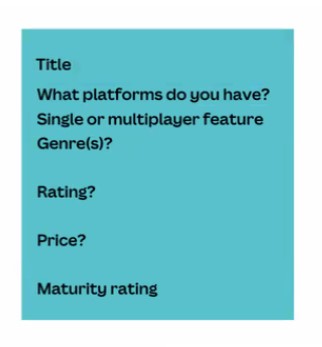 Title
What platforms do you have?
Single or multiplayer feature
Genre(s)?
Rating?
Price?
Maturity rating